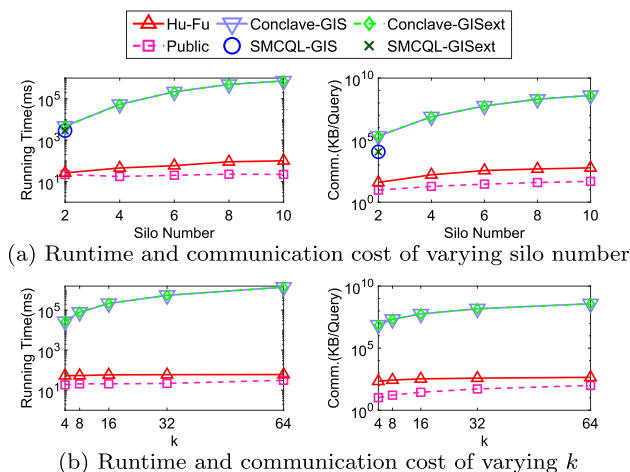 Hu-Fu Conclave-GIS Conclave-GISext
Public SMCQL-GIS SMCQL-GISext
Running Time(ms)
10^5
10^3
10^1
2 4 6 8 10
Silo Number
Comm.(KB/Query)
10^10
10^5
10^0
2 4 6 8 10
Silo Number
(a) Runtime and communication cost of varying silo number
Running Time(ms)
10^5
10^3
10^1
4 8 16 32 64
k
Comm.(KB/Query)
10^10
10^5
10^0
4 8 16 32 64
k
(b) Runtime and communication cost of varying k